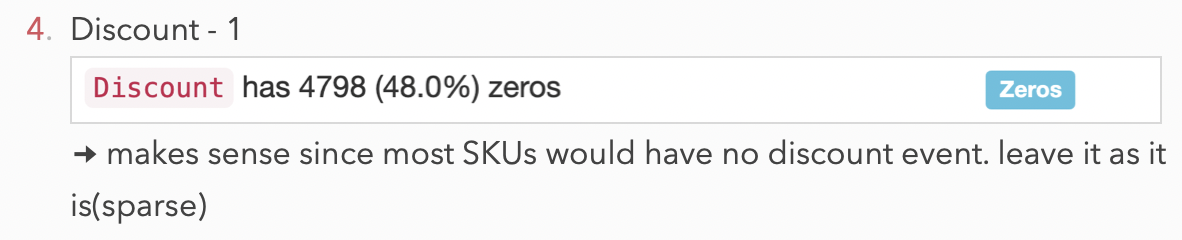 4. Discount - 1
Discount has 4798 (48.0%) zeros Zeros
→ makes sense since most SKUs would have no discount event. leave it as it
is(sparse)